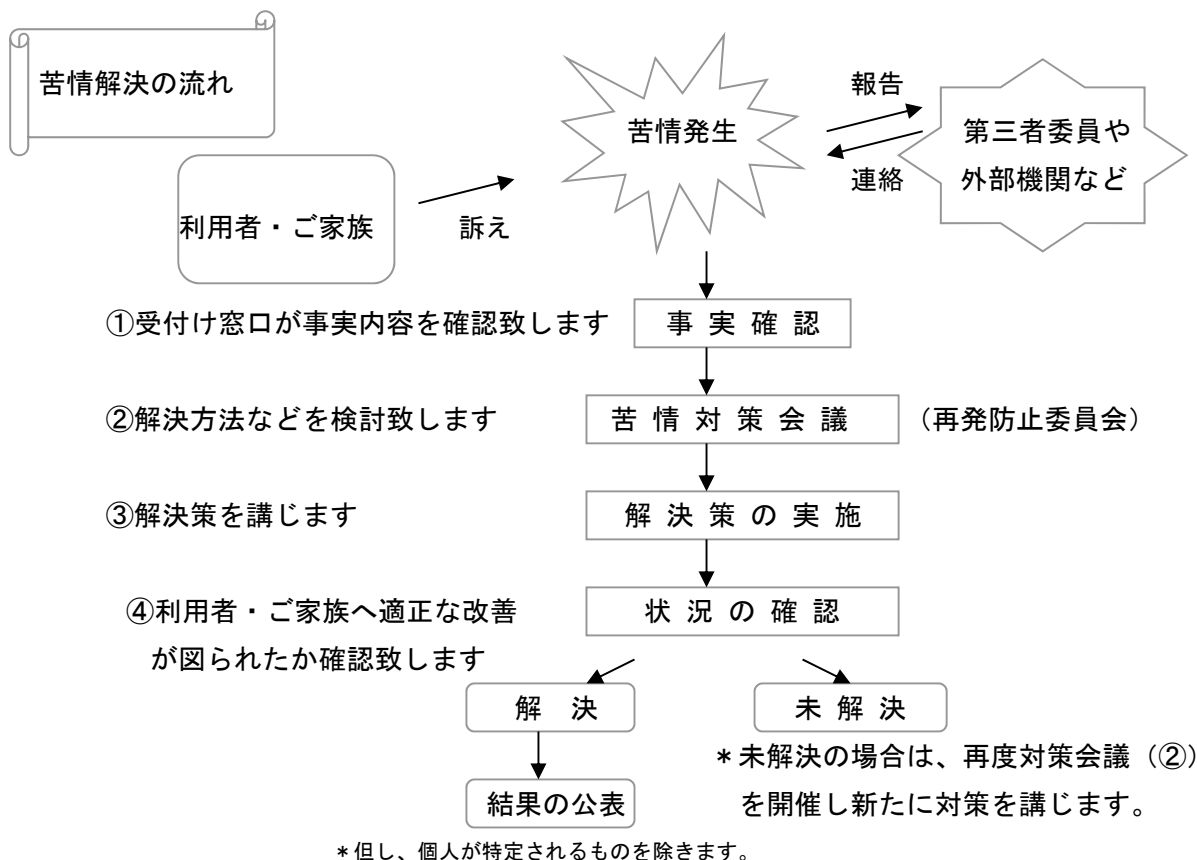 苦情解決の流れ
苦情発生
報告
連絡
第三者委員や
外部機関など
利用者・ご家族
訴え
①受付け窓口が事実内容を確認致します
事実確認
②解決方法などを検討致します
苦情対策会議
(再発防止委員会)
③解決策を講じます
解決策の実施
④利用者・ご家族へ適正な改善
が図られたか確認致します
状況の確認
解 決
未解決
結果の公表
*未解決の場合は、再度対策会議(②)
を開催し新たに対策を講じます。
*但し、個人が特定されるものを除きます。